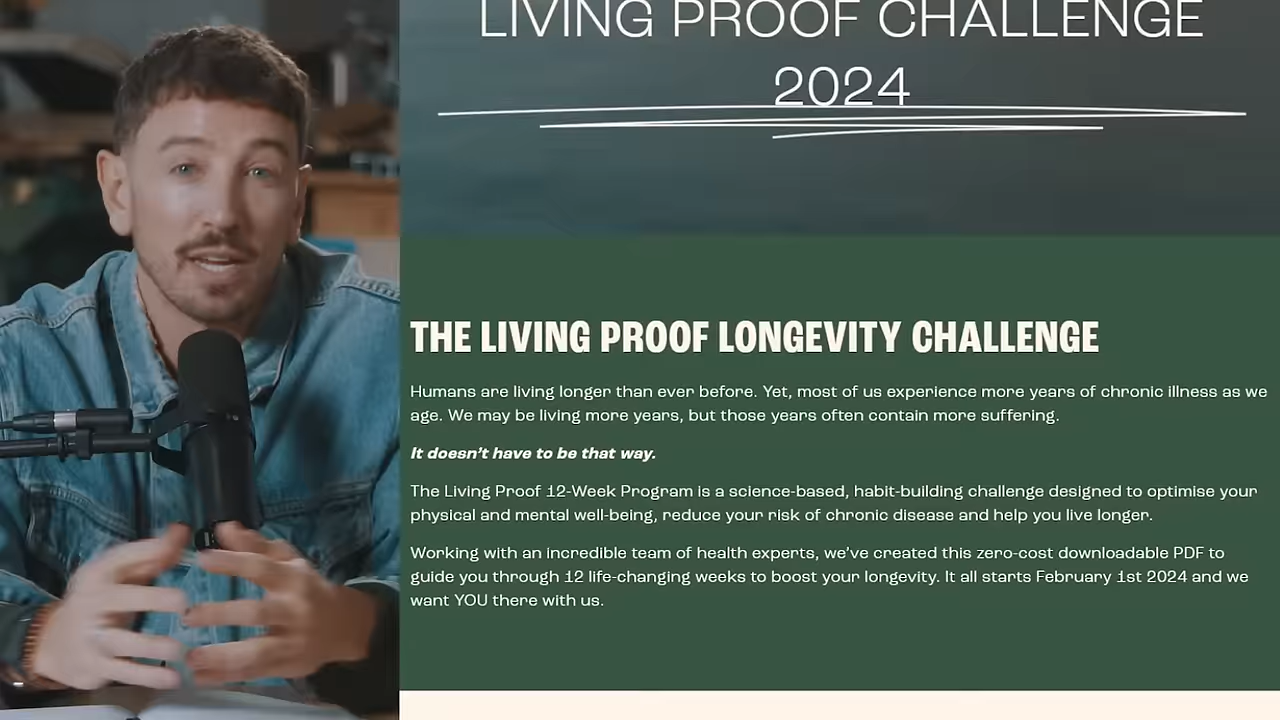 LIVING PROOF CHALLENGE
2024
THE LIVING PROOF LONGEVITY CHALLENGE
Humans are living longer than ever before. Yet, most of us experience more years of chronic illness as we
age. We may be living more years, but those years often contain more suffering.
It doesn’t have to be that way.
The Living Proof 12-Week Program is a science-based, habit-building challenge designed to optimise your
physical and mental well-being, reduce your risk of chronic disease and help you live longer.
Working with an incredible team of health experts, we’ve created this zero-cost downloadable PDF to
guide you through 12 life-changing weeks to boost your longevity. It all starts February 1st 2024 and we
want YOU there with us.